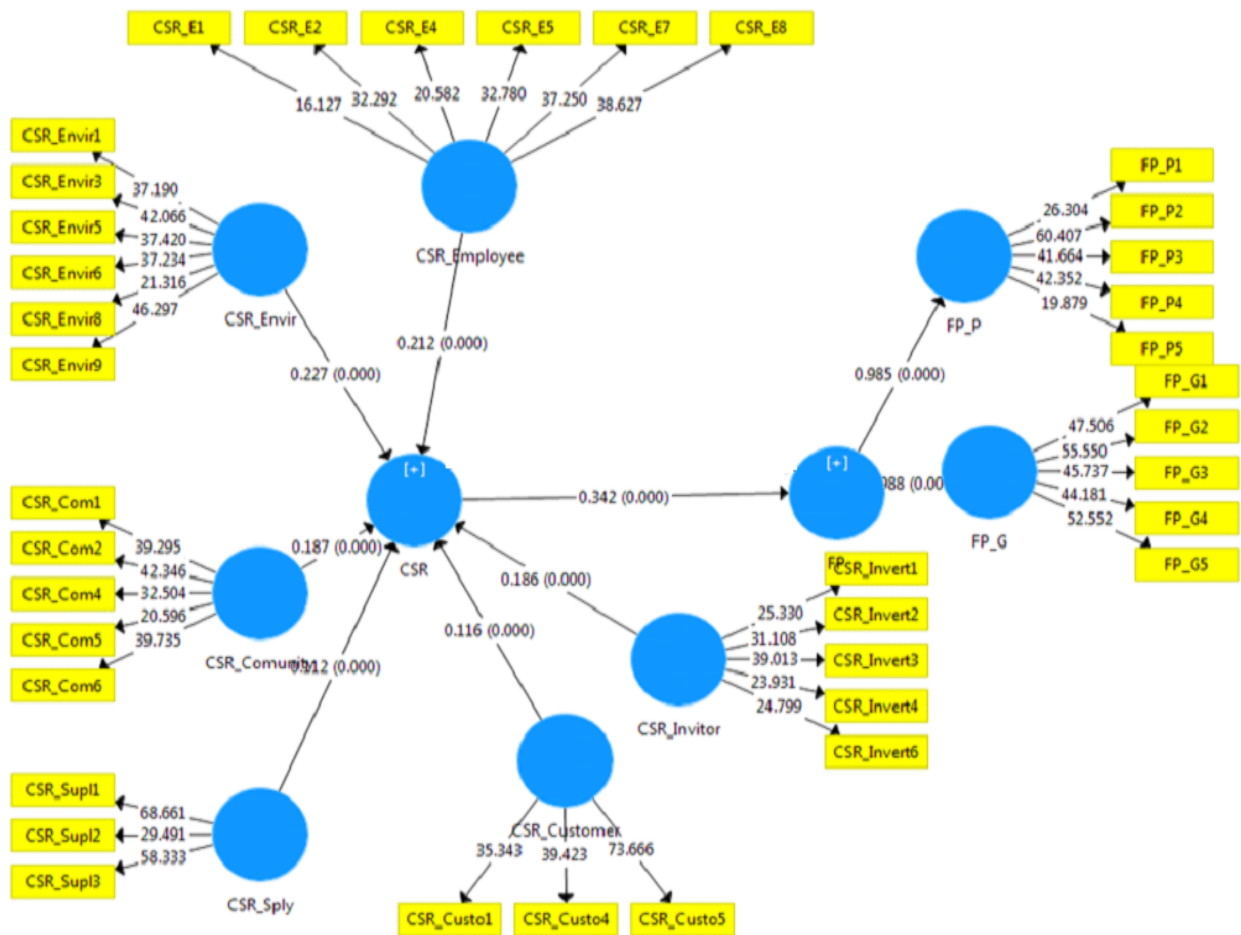 CSR_E1 CSR_E2 CSR_E4 CSR_E5 CSR_E7 CSR_E8
16.127 32.292 20.582 32.780 37.250 38.627
CSR_Employee
CSR_Envir1
CSR_Envir3
CSR_Envir5
CSR_Envir6
CSR_Envir8
CSR_Envir9
37.190
42.066
37.420
37.234
21.316
46.297
CSR_Envir
0.227 (0.000)
0.212 (0.000)
FP_P1
FP_P2
FP_P3
FP_P4
FP_P5
26.304
60.407
41.664
42.352
19.879
FP_P
0.985 (0.000)
FP_G1
FP_G2
FP_G3
FP_G4
FP_G5
47.506
55.550
45.737
44.181
52.552
FP_G
[+]
CSR
0.342 (0.000)
[+]
FP
CSR_Com1
CSR_Com2
CSR_Com4
CSR_Com5
CSR_Com6
39.295
42.346
32.504
20.596
39.735
CSR_Comunity
0.187 (0.000)
0.186 (0.000)
0.116 (0.000)
CSR_Invert1
CSR_Invert2
CSR_Invert3
CSR_Invert4
CSR_Invert6
25.330
31.108
39.013
23.931
24.799
CSR_Invitor
CSR_Supl1
CSR_Supl2
CSR_Supl3
68.661
29.491
58.333
CSR_Sply
CSR_Customer
35.343 39.423 73.666
CSR_Custo1 CSR_Custo4 CSR_Custo5